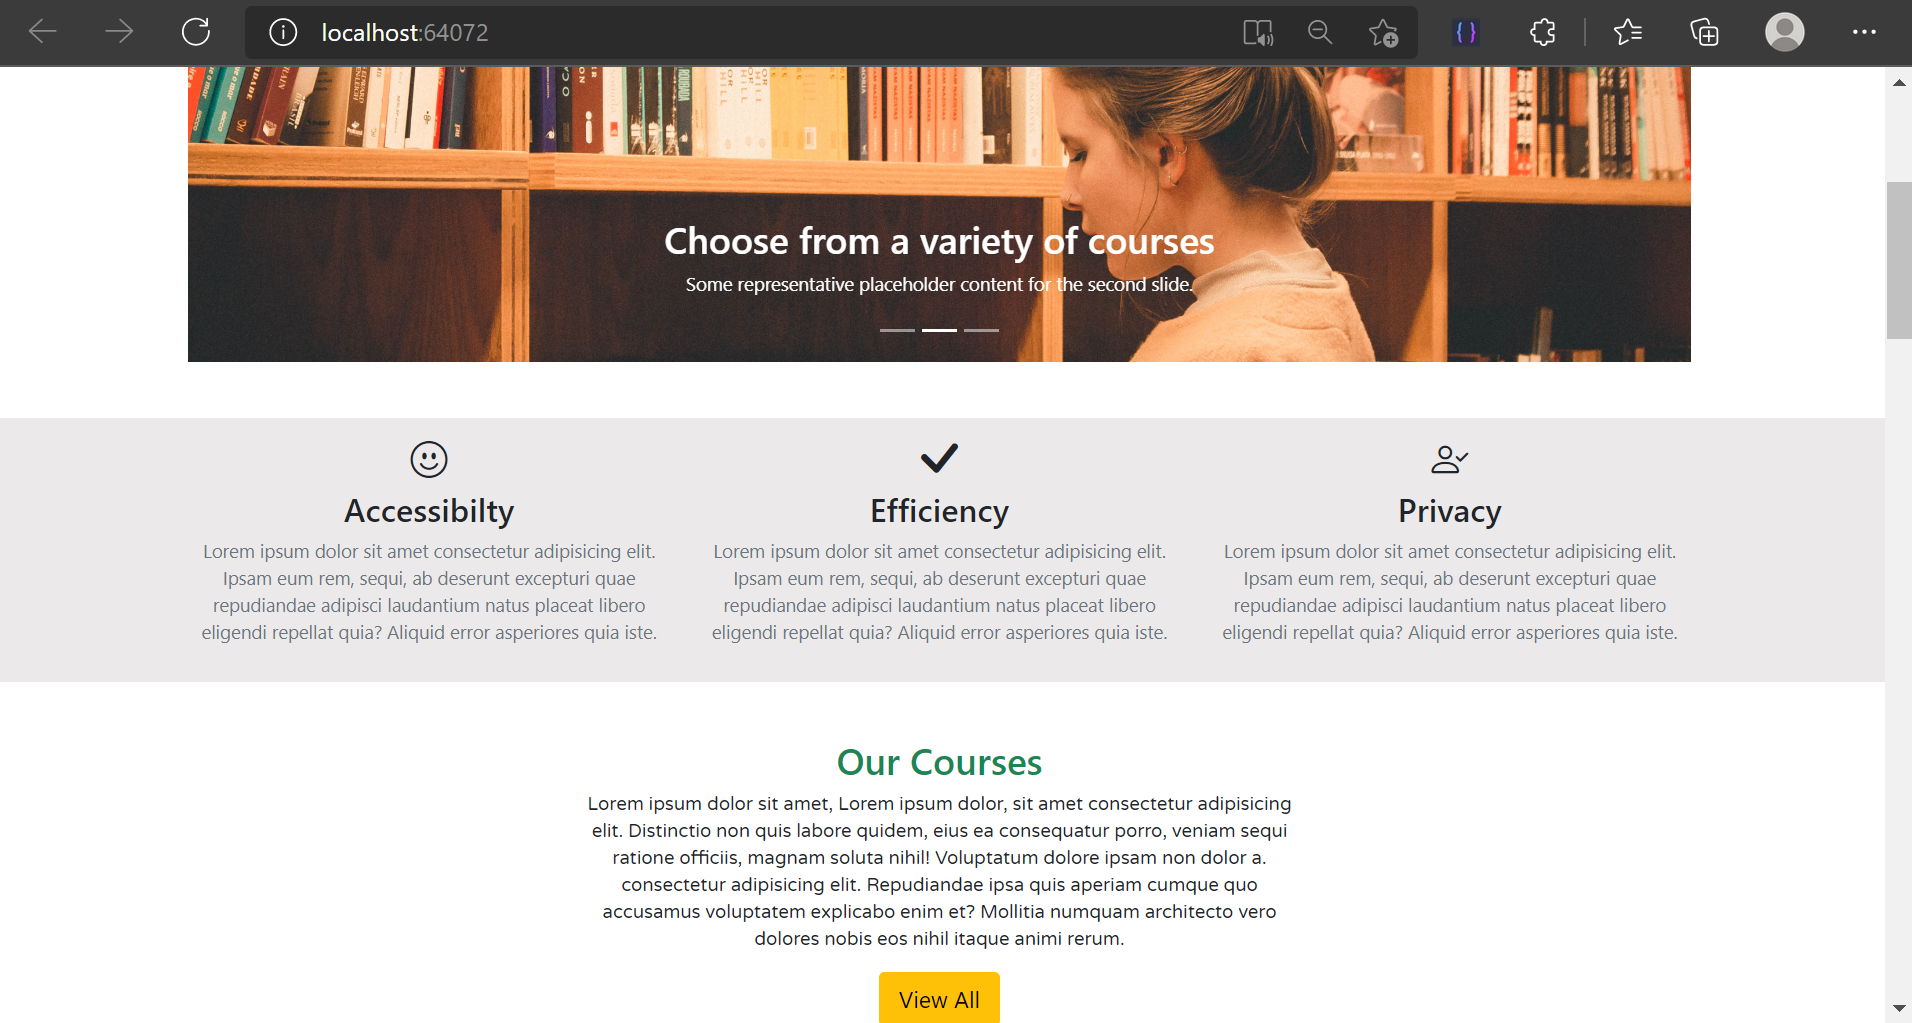 localhost:64072
Choose from a variety of courses
Some representative placeholder content for the second slide.
Accessibilty
Lorem ipsum dolor sit amet consectetur adipisicing elit.
Ipsam eum rem, sequi, ab deserunt excepturi quae
repudiandae adipisci laudantium natus placeat libero
eligendi repellat quia? Aliquid error asperiores quia iste.
Efficiency
Lorem ipsum dolor sit amet consectetur adipisicing elit.
Ipsam eum rem, sequi, ab deserunt excepturi quae
repudiandae adipisci laudantium natus placeat libero
eligendi repellat quia? Aliquid error asperiores quia iste.
Privacy
Lorem ipsum dolor sit amet consectetur adipisicing elit.
Ipsam eum rem, sequi, ab deserunt excepturi quae
repudiandae adipisci laudantium natus placeat libero
eligendi repellat quia? Aliquid error asperiores quia iste.
Our Courses
Lorem ipsum dolor sit amet, Lorem ipsum dolor, sit amet consectetur adipisicing
elit. Distinctio non quis labore quidem, eius ea consequatur porro, veniam sequi
ratione officiis, magnam soluta nihil! Voluptatum dolore ipsam non dolor a.
consectetur adipisicing elit. Repudiandae ipsa quis aperiam cumque quo
accusamus voluptatem explicabo enim et? Mollitia numquam architecto vero
dolores nobis eos nihil itaque animi rerum.
View All